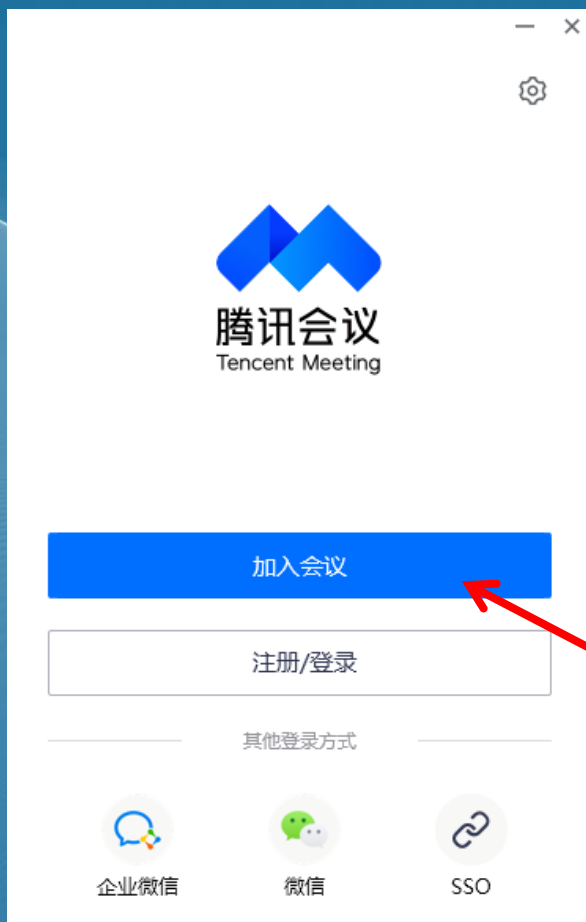 腾讯会议
Tencent Meeting
加入会议
注册/登录
其他登录方式
企业微信
微信
SSO